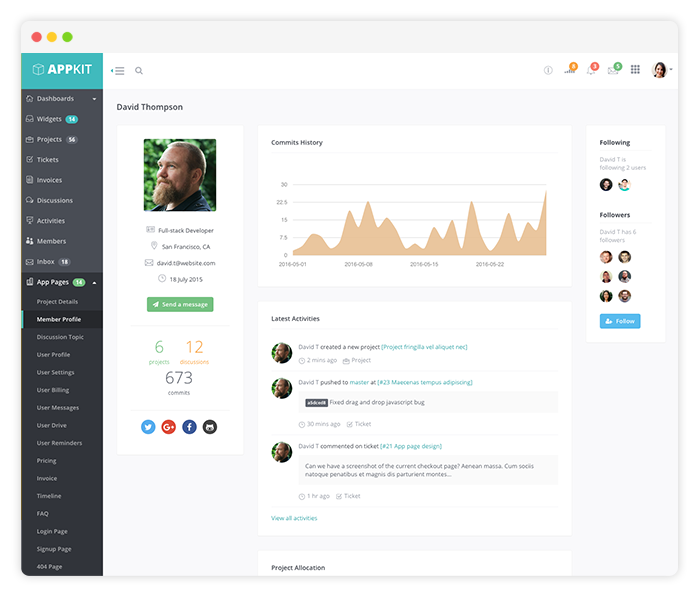 APPKIT
6
3
5
Dashboards
Widgets 14
Projects 56
Tickets
Invoices
Discussions
Activities
Members
Inbox 18
App Pages 14
Project Details
Member Profile
Discussion Topic
User Profile
User Settings
User Billing
User Messages
User Drive
User Reminders
Pricing
Invoice
Timeline
FAQ
Login Page
Signup Page
404 Page
David Thompson
Full-stack Developer
San Francisco, CA
david.t@website.com
18 July 2015
Send a message
6
projects
12
discussions
673
commits
Commits History
30
22.5
15
7.5
0
2016-05-01
2016-05-08
2016-05-15
2016-05-22
Latest Activities
David T created a new project [Project fringilla vel aliquet nec]
2 mins ago Project
David T pushed to master at [#23 Maecenas tempus adipiscing]
a5dced8 Fixed drag and drop javascript bug
30 mins ago Ticket
David T commented on ticket [#21 App page design]
Can we have a screenshot of the current checkout page? Aenean massa. Cum sociis
natoque penatibus et magnis dis parturient montes...
1 hr ago Ticket
View all activities
Project Allocation
Following
David T is
following 2 users
Followers
David T has 6
followers
Follow